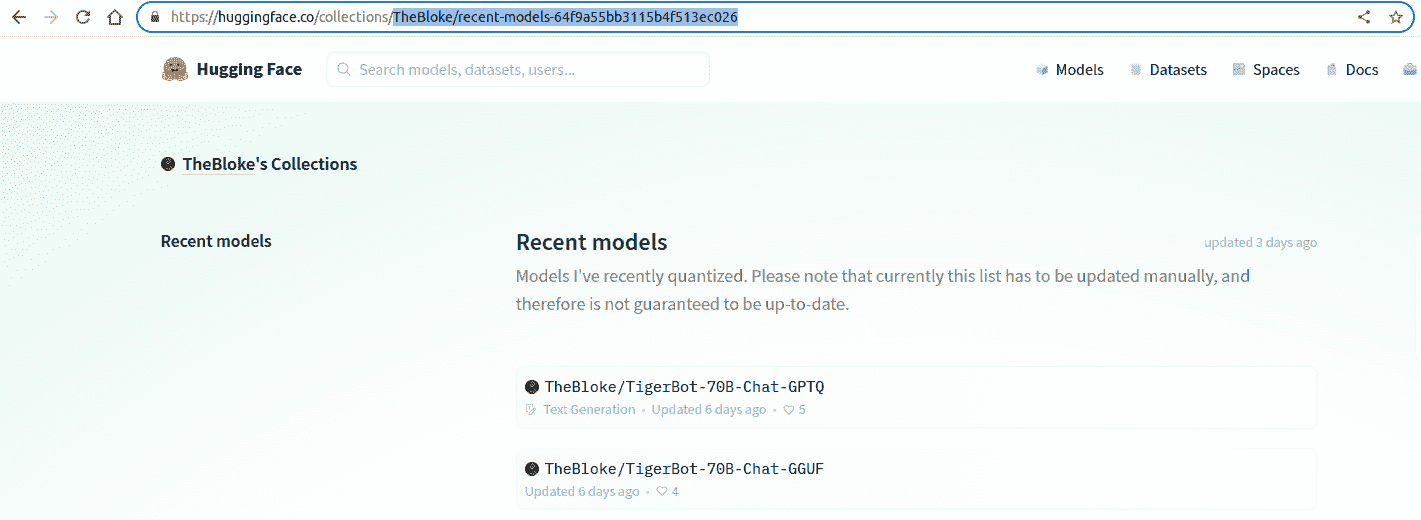 https://huggingface.co/collections/TheBloke/recent-models-64f9a55bb3115b4f513ec026
Hugging Face Search models, datasets, users... Models Datasets Spaces Docs
TheBloke's Collections
Recent models
Recent models updated 3 days ago
Models I've recently quantized. Please note that currently this list has to be updated manually, and
therefore is not guaranteed to be up-to-date.
TheBloke/TigerBot-70B-Chat-GPTQ
Text Generation • Updated 6 days ago • 5
TheBloke/TigerBot-70B-Chat-GGUF
Updated 6 days ago • 4